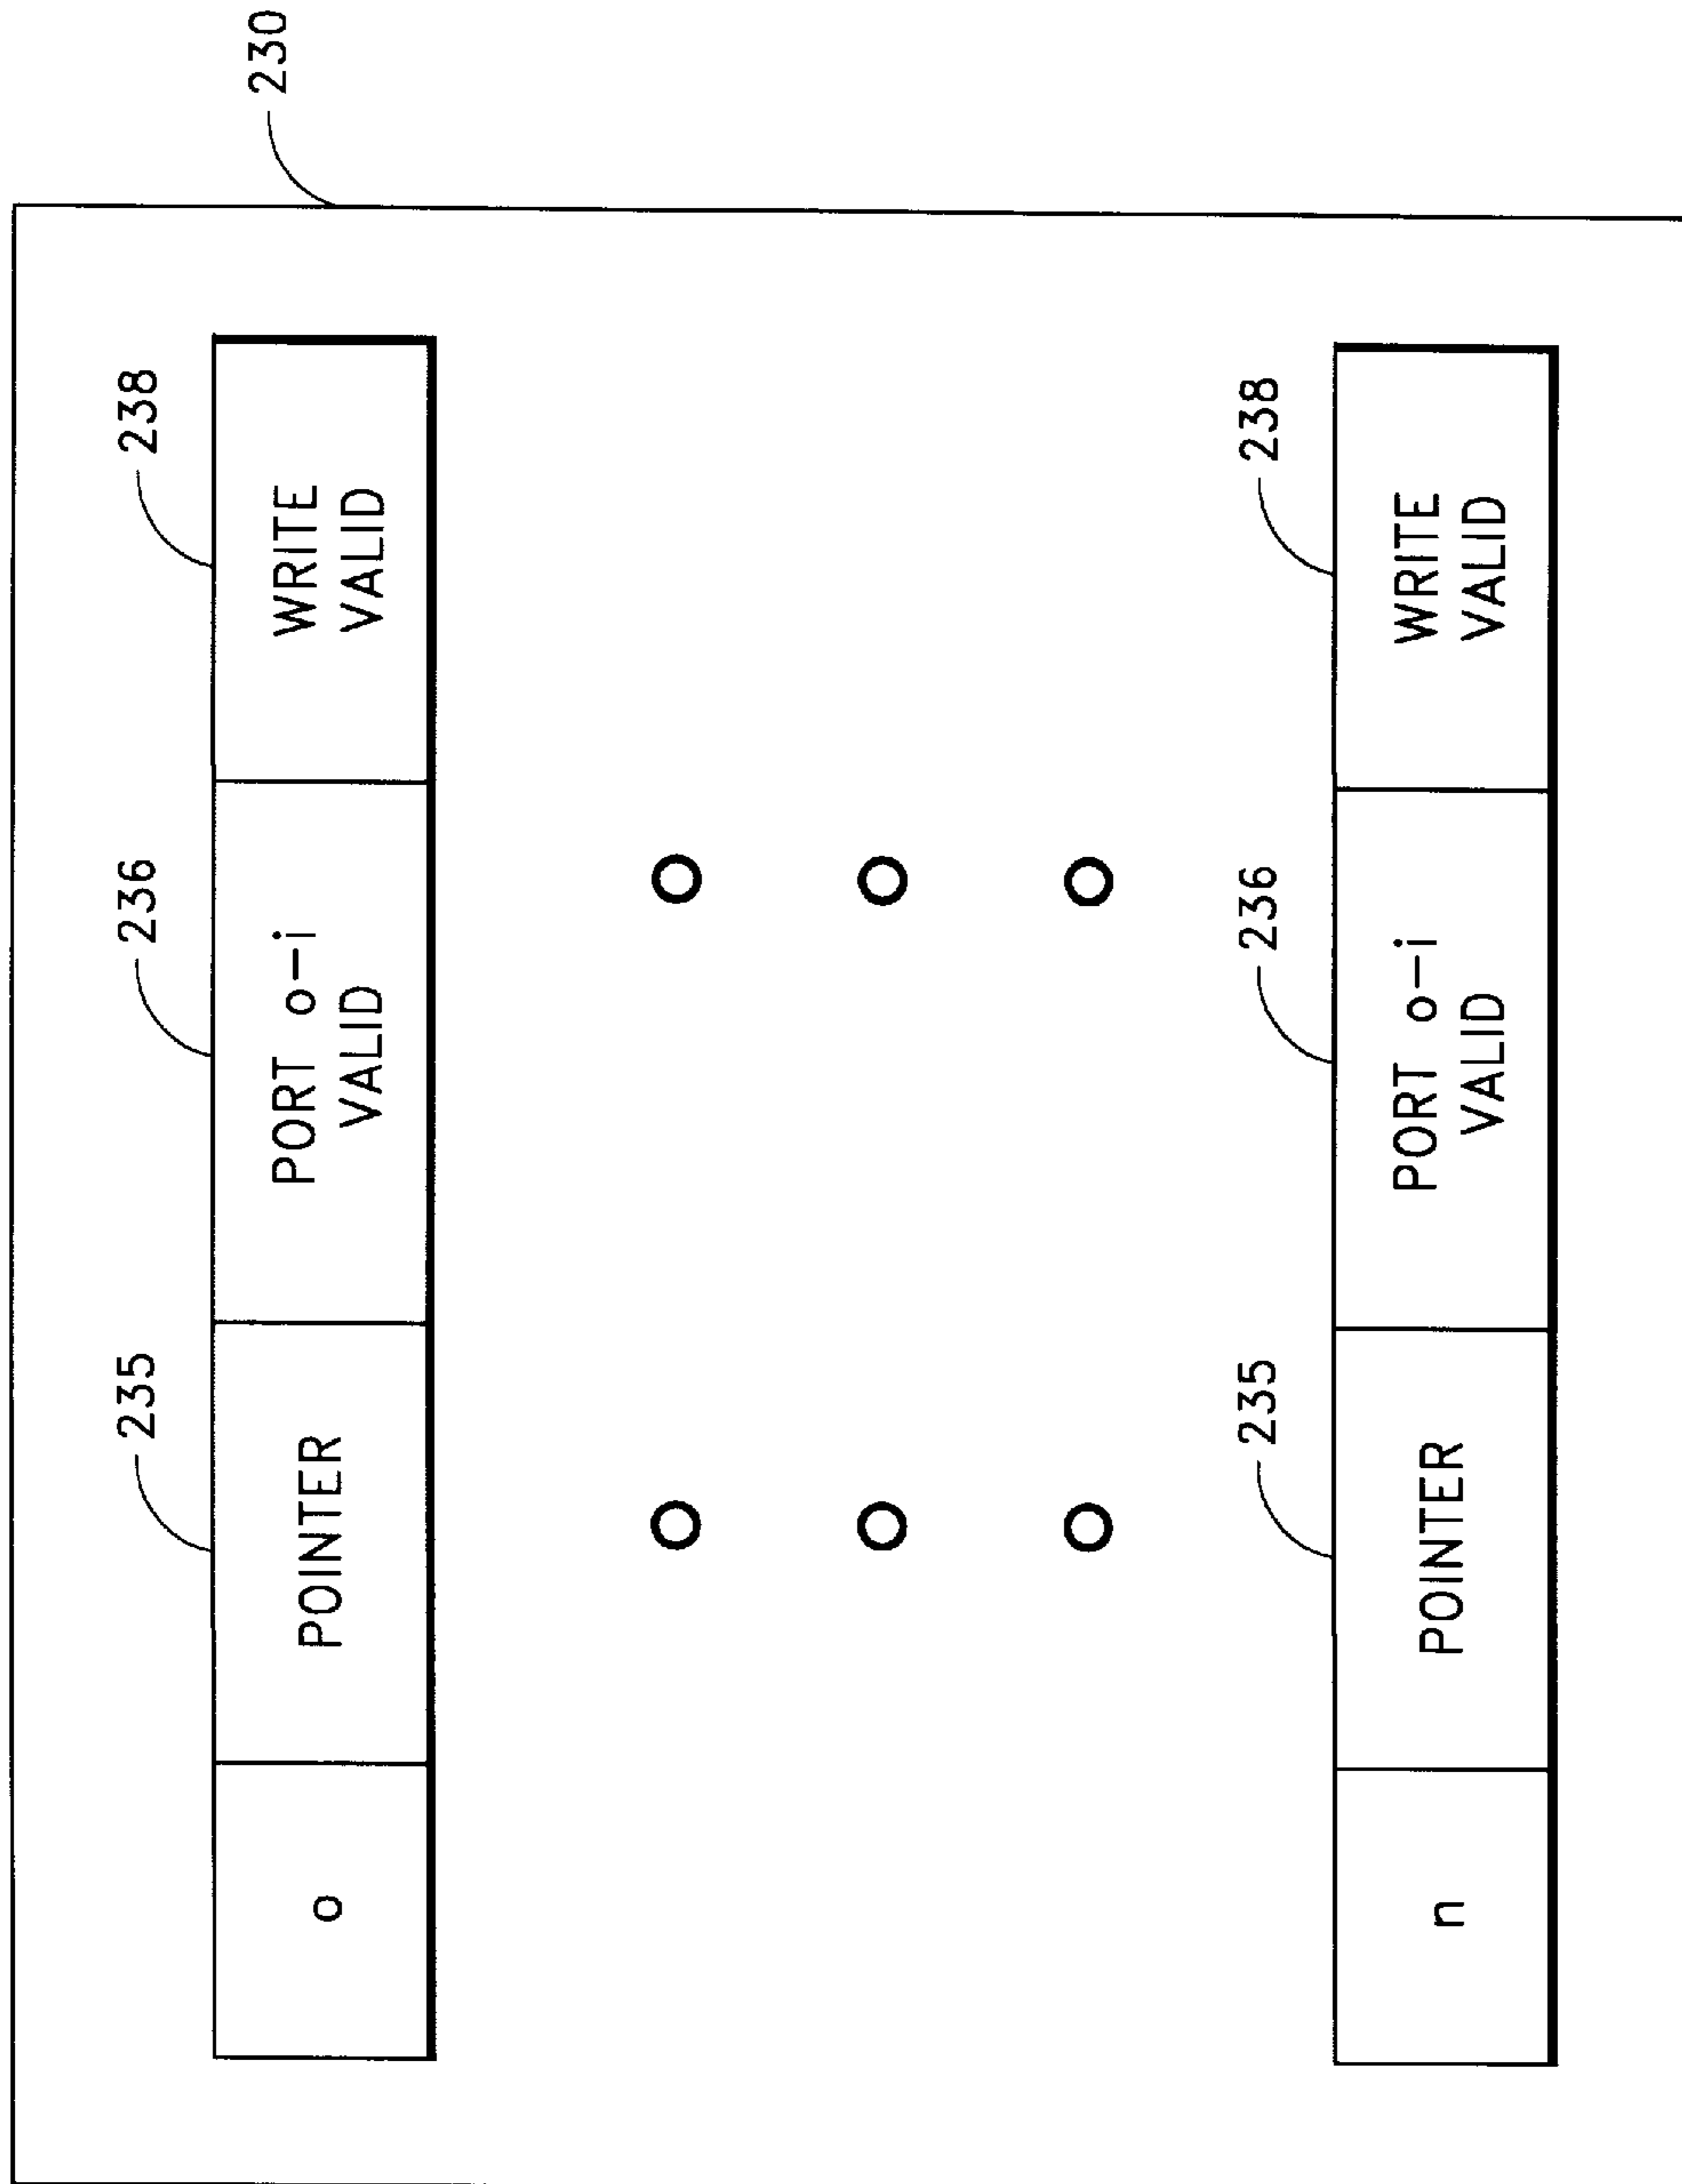 230
235
236
238
o
POINTER
PORT o–i
VALID
WRITE
VALID
235
236
238
n
POINTER
PORT o–i
VALID
WRITE
VALID